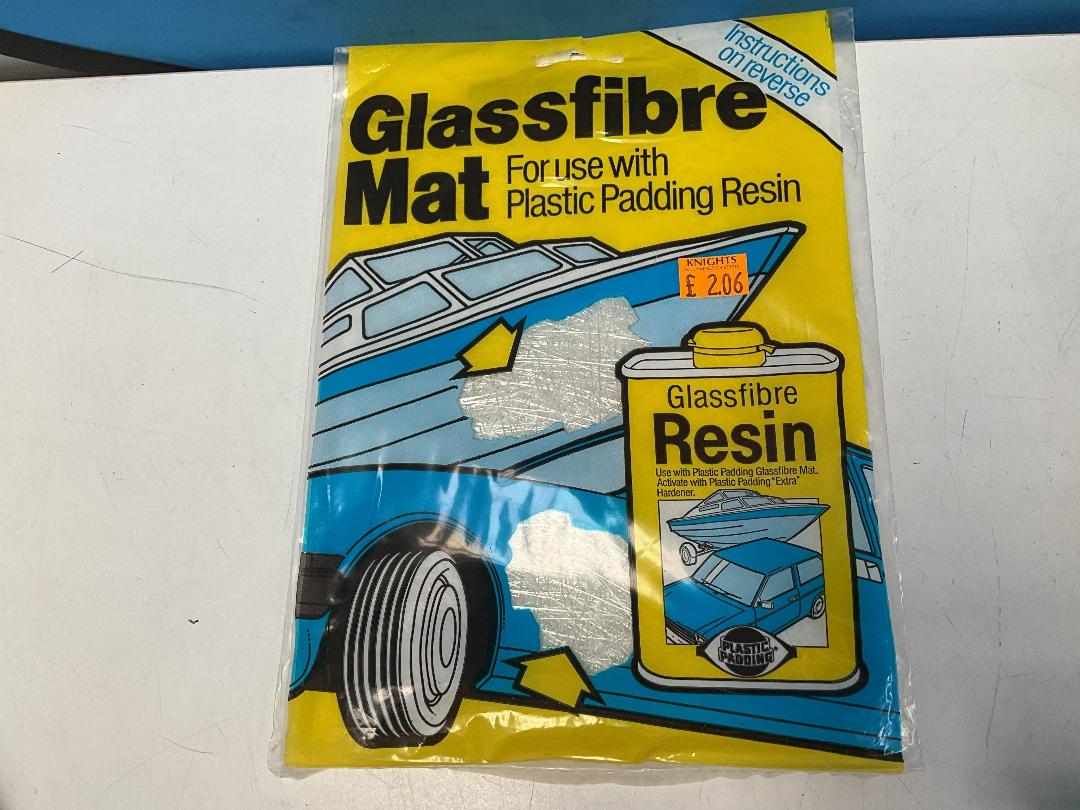 Instructions
on reverse
Glassfibre
Mat
For use with
Plastic Padding Resin
KNIGHTS
£ 2.06
Glassfibre
Resin
Use with Plastic Padding Glassfibre Mat.
Activate with Plastic Padding "Extra"
Hardener.
PLASTIC
PADDING